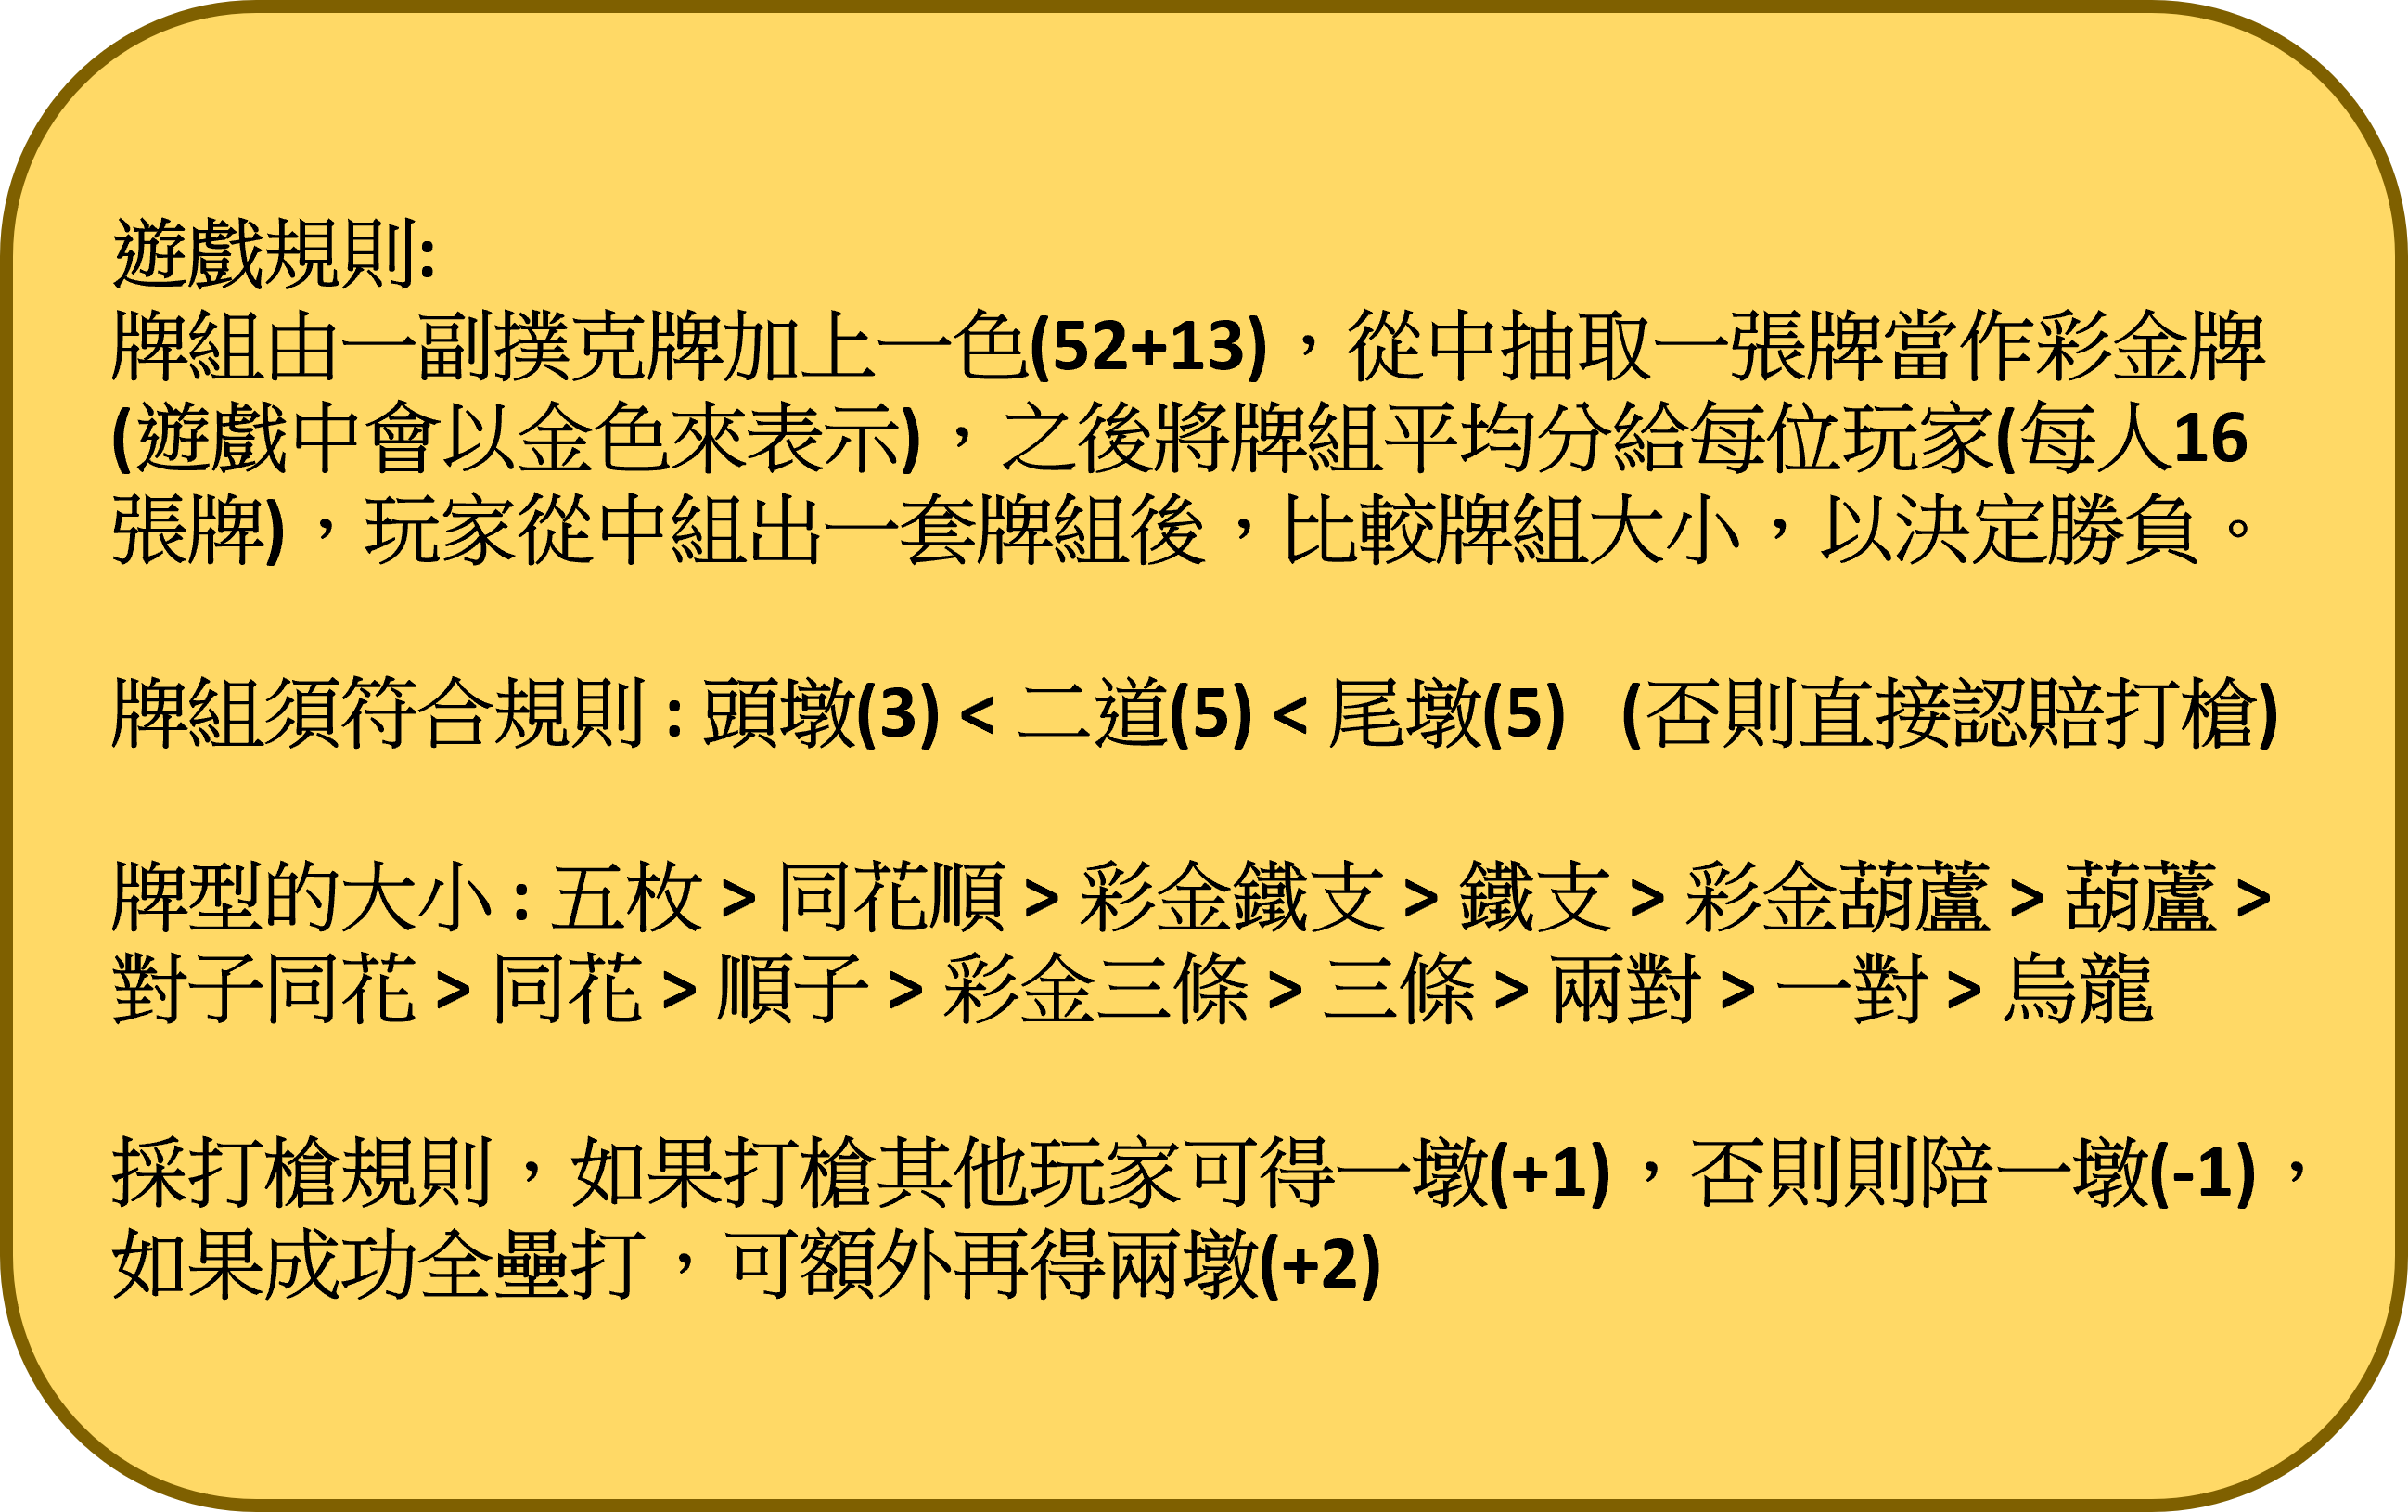 遊戲規則:
牌組由一副撲克牌加上一色(52+13)，從中抽取一張牌當作彩金牌
(遊戲中會以金色來表示)，之後將牌組平均分給每位玩家(每人16
張牌)，玩家從中組出一套牌組後，比較牌組大小，以決定勝負。
牌組須符合規則 : 頭墩(3) < 二道(5) < 尾墩(5) (否則直接認賠打槍)
牌型的大小 : 五枚 > 同花順 > 彩金鐵支 > 鐵支 > 彩金葫蘆 > 葫蘆 >
對子同花 > 同花 > 順子 > 彩金三條 > 三條 > 兩對 > 一對 > 烏龍
採打槍規則，如果打槍其他玩家可得一墩(+1)，否則則陪一墩(-1)，
如果成功全壘打，可額外再得兩墩(+2)